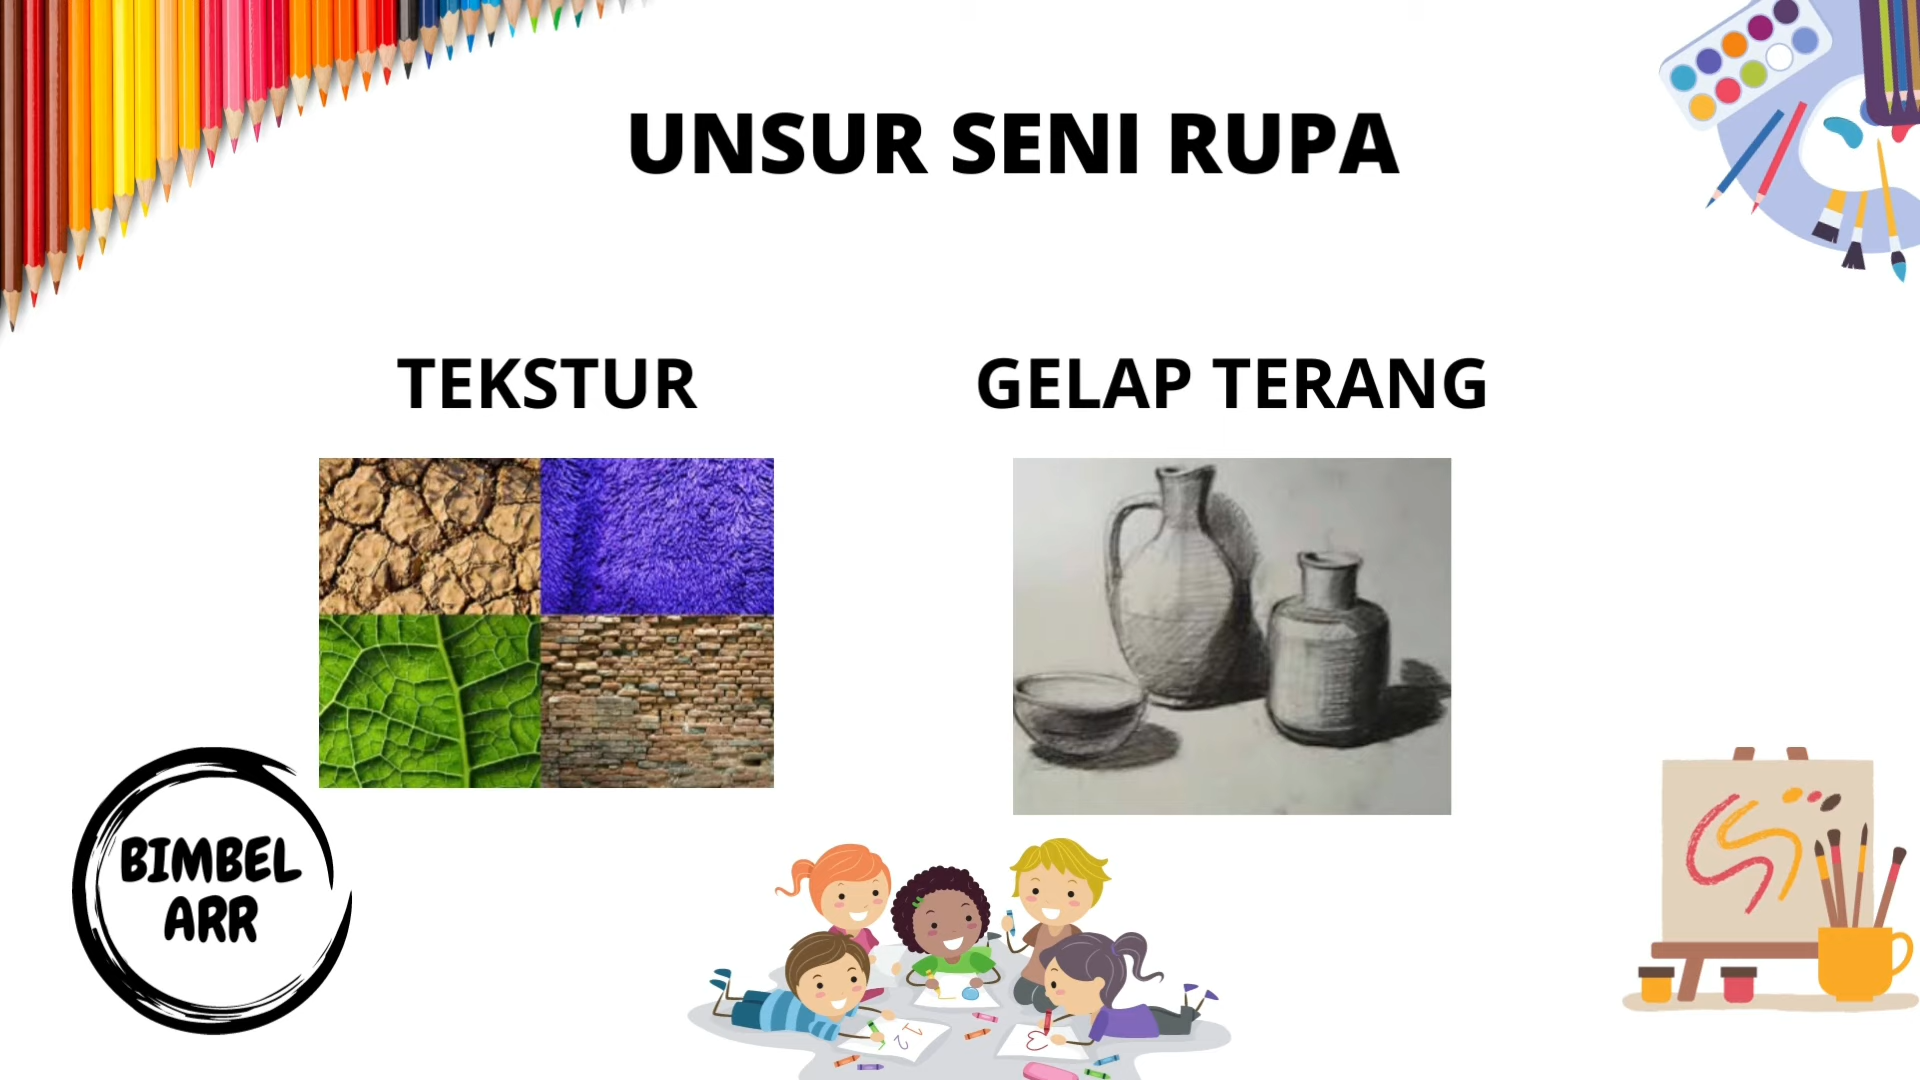 UNSUR SENI RUPA
TEKSTUR
GELAP TERANG
BIMBEL
ARR